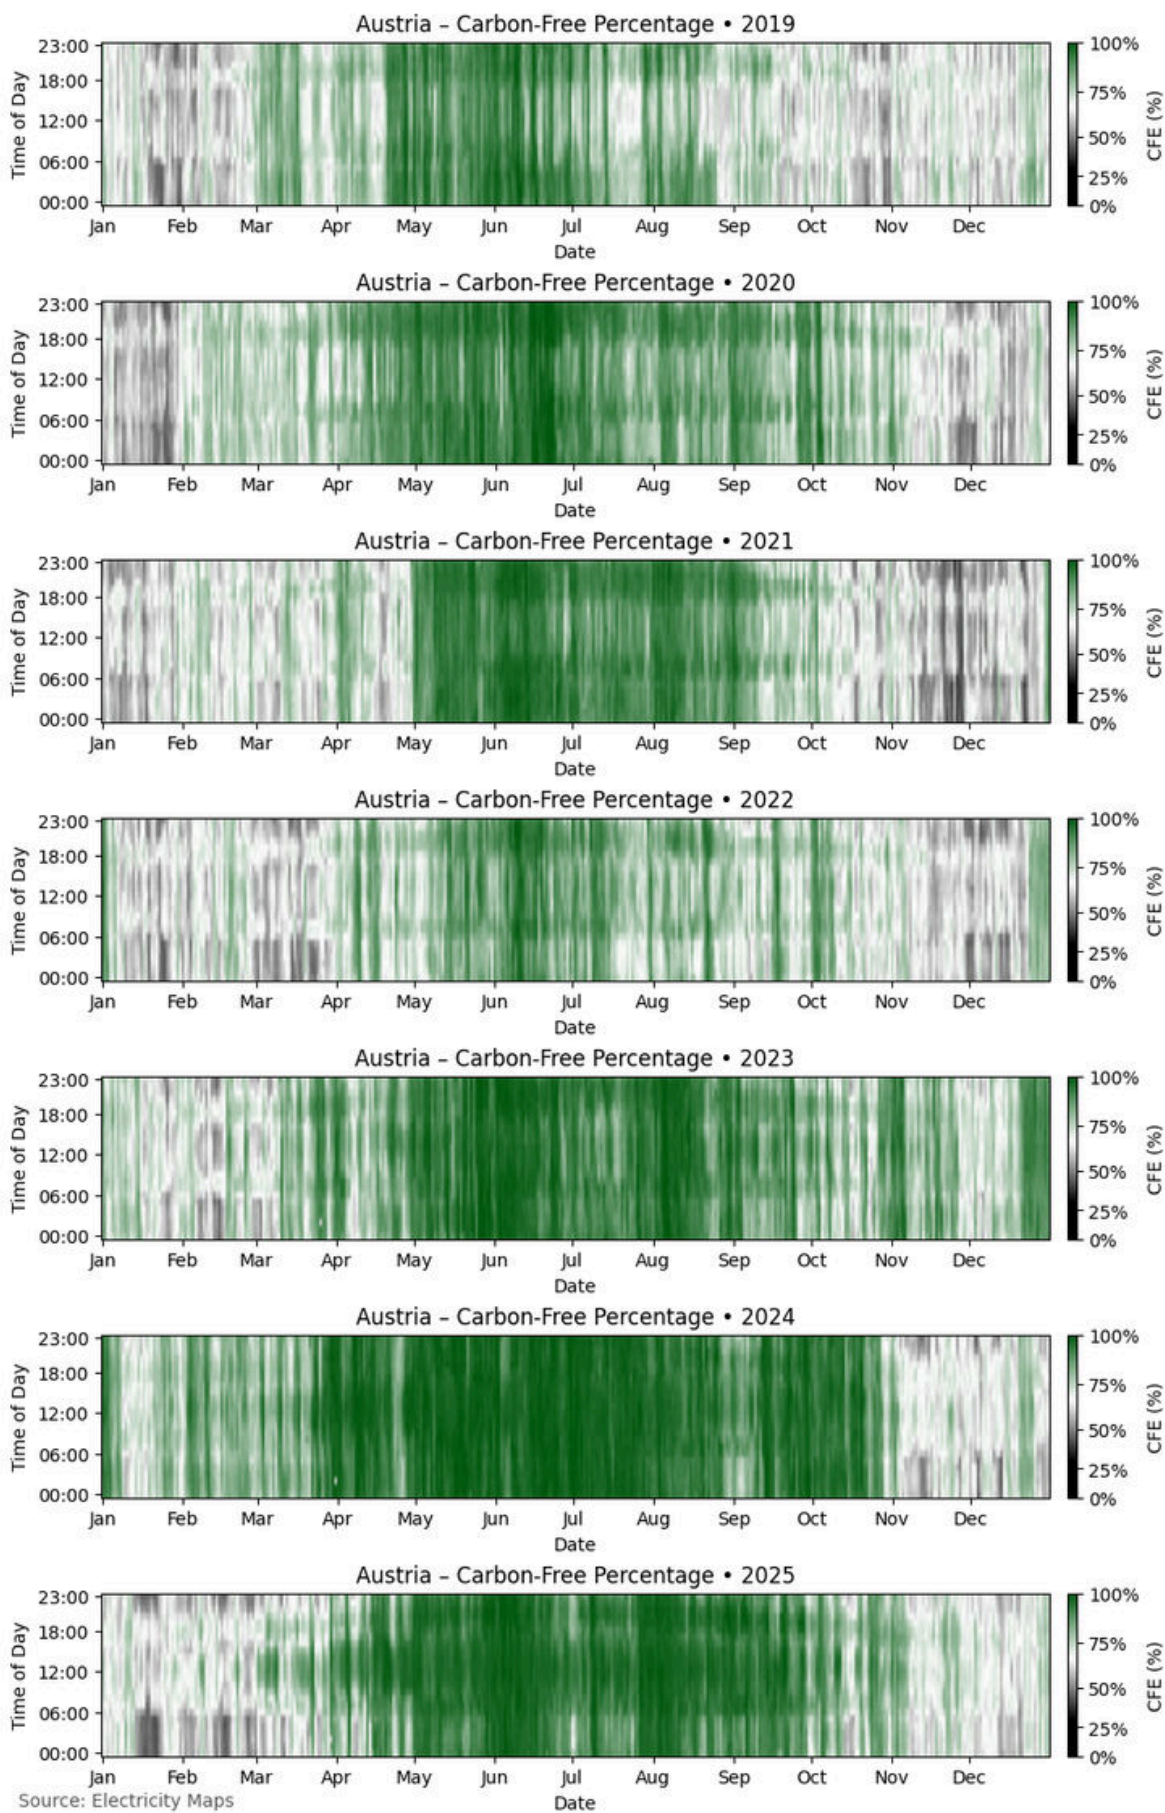 Austria – Carbon-Free Percentage • 2019
23:00
18:00
12:00
06:00
00:00
Time of Day
Jan Feb Mar Apr May Jun Jul Aug Sep Oct Nov Dec
Date
100%
75%
50%
25%
0%
CFE (%)
Austria – Carbon-Free Percentage • 2020
23:00
18:00
12:00
06:00
00:00
Time of Day
Jan Feb Mar Apr May Jun Jul Aug Sep Oct Nov Dec
Date
100%
75%
50%
25%
0%
CFE (%)
Austria – Carbon-Free Percentage • 2021
23:00
18:00
12:00
06:00
00:00
Time of Day
Jan Feb Mar Apr May Jun Jul Aug Sep Oct Nov Dec
Date
100%
75%
50%
25%
0%
CFE (%)
Austria – Carbon-Free Percentage • 2022
23:00
18:00
12:00
06:00
00:00
Time of Day
Jan Feb Mar Apr May Jun Jul Aug Sep Oct Nov Dec
Date
100%
75%
50%
25%
0%
CFE (%)
Austria – Carbon-Free Percentage • 2023
23:00
18:00
12:00
06:00
00:00
Time of Day
Jan Feb Mar Apr May Jun Jul Aug Sep Oct Nov Dec
Date
100%
75%
50%
25%
0%
CFE (%)
Austria – Carbon-Free Percentage • 2024
23:00
18:00
12:00
06:00
00:00
Time of Day
Jan Feb Mar Apr May Jun Jul Aug Sep Oct Nov Dec
Date
100%
75%
50%
25%
0%
CFE (%)
Austria – Carbon-Free Percentage • 2025
23:00
18:00
12:00
06:00
00:00
Time of Day
Jan Feb Mar Apr May Jun Jul Aug Sep Oct Nov Dec
Date
100%
75%
50%
25%
0%
CFE (%)
Source: Electricity Maps